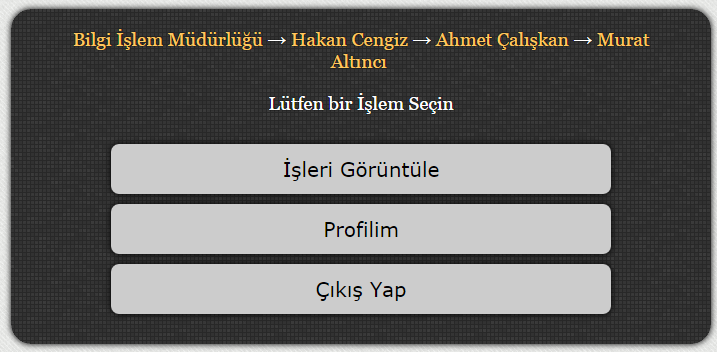 Bilgi İşlem Müdürlüğü → Hakan Cengiz → Ahmet Çalışkan → Murat
Altıncı
Lütfen bir İşlem Seçin
İşleri Görüntüle
Profilim
Çıkış Yap